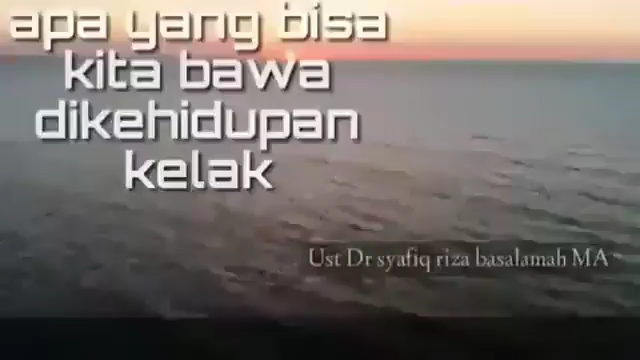 apa yang bisa
kita bawa
dikehidupan
kelak
Ust Dr syafiq riza basalamah MA